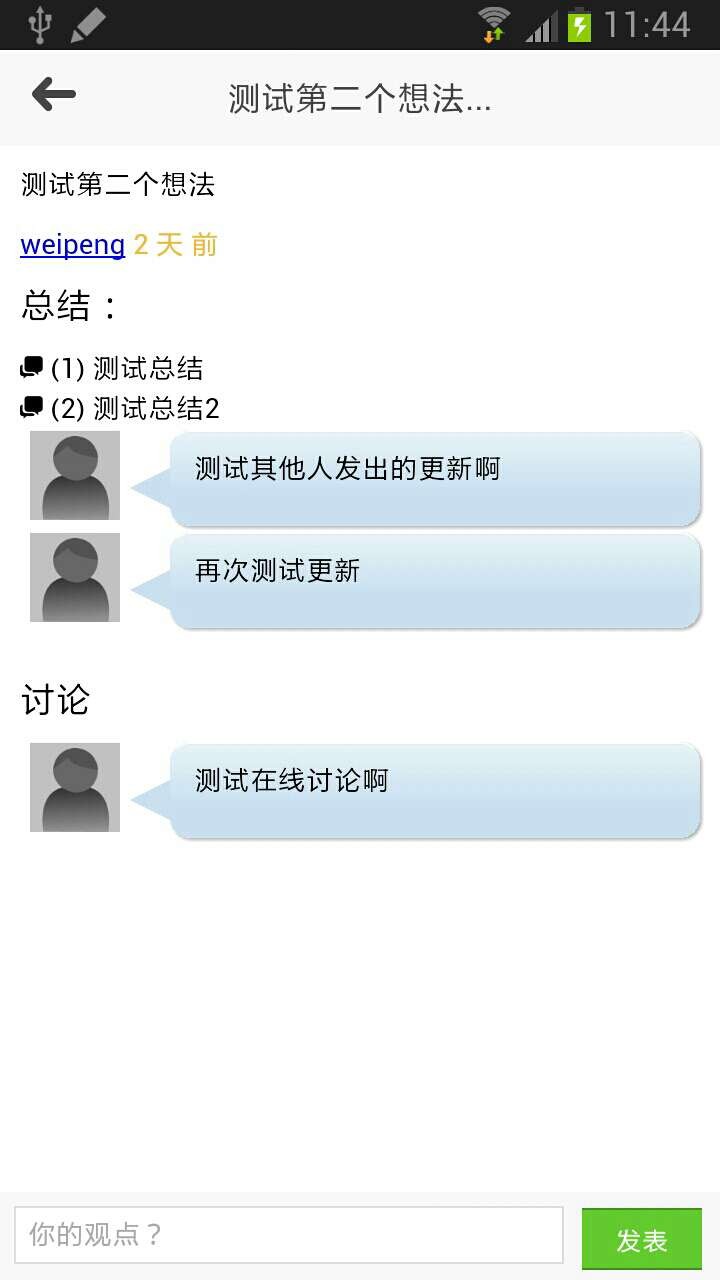 11:44
测试第二个想法...
测试第二个想法
weipeng 2 天 前
总结：
(1) 测试总结
(2) 测试总结2
测试其他人发出的更新啊
再次测试更新
讨论
测试在线讨论啊
你的观点？
发表